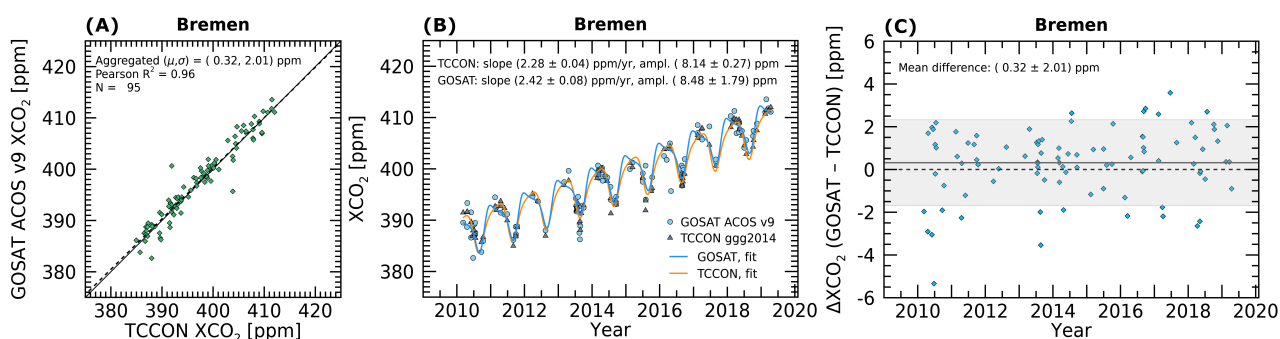 (A) Bremen
GOSAT ACOS v9 XCO₂ [ppm]
Aggregated (μ,σ) = ( 0.32, 2.01) ppm
Pearson R² = 0.96
N = 95
420
410
400
390
380
380 390 400 410 420
TCCON XCO₂ [ppm]
(B) Bremen
XCO₂ [ppm]
TCCON: slope (2.28 ± 0.04) ppm/yr, ampl. ( 8.14 ± 0.27) ppm
GOSAT: slope (2.42 ± 0.08) ppm/yr, ampl. ( 8.48 ± 1.79) ppm
420
410
400
390
380
GOSAT ACOS v9
TCCON ggg2014
GOSAT, fit
TCCON, fit
2010 2012 2014 2016 2018 2020
Year
(C) Bremen
ΔXCO₂ (GOSAT – TCCON) [ppm]
Mean difference: ( 0.32 ± 2.01) ppm
6
4
2
0
-2
-4
-6
2010 2012 2014 2016 2018 2020
Year